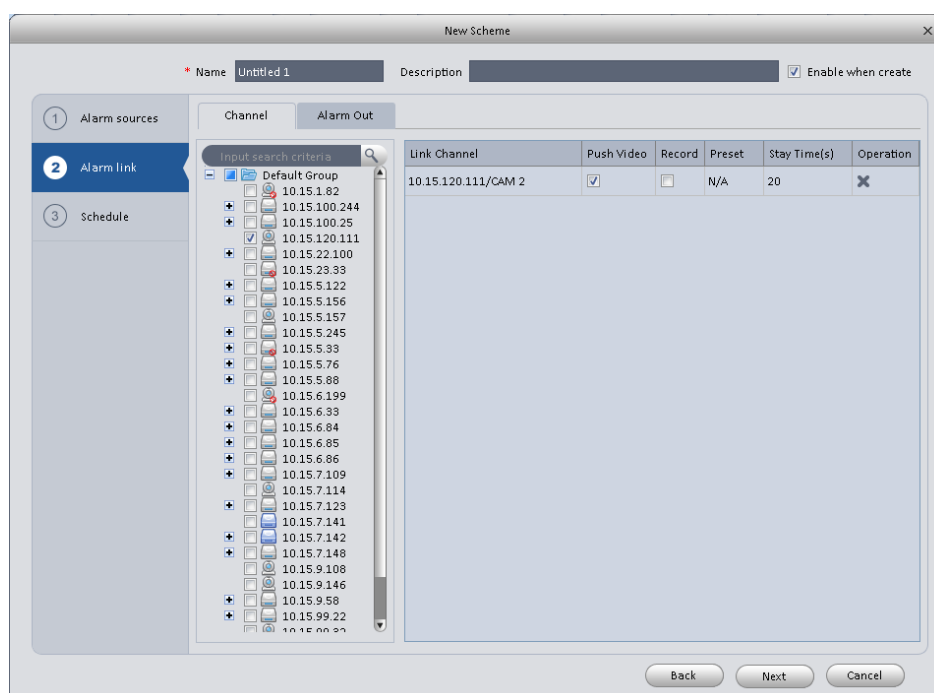 New Scheme
* Name Untitled 1 Description Enable when create
1 Alarm sources
2 Alarm link
3 Schedule
Channel Alarm Out
Input search criteria
Default Group
10.15.1.82
10.15.100.244
10.15.100.25
10.15.120.111
10.15.22.100
10.15.23.33
10.15.5.122
10.15.5.156
10.15.5.157
10.15.5.245
10.15.5.33
10.15.5.76
10.15.5.88
10.15.6.199
10.15.6.33
10.15.6.84
10.15.6.85
10.15.6.86
10.15.7.109
10.15.7.114
10.15.7.123
10.15.7.141
10.15.7.142
10.15.7.148
10.15.9.108
10.15.9.146
10.15.9.58
10.15.99.22
Link Channel Push Video Record Preset Stay Time(s) Operation
10.15.120.111/CAM 2 N/A 20
Back Next Cancel